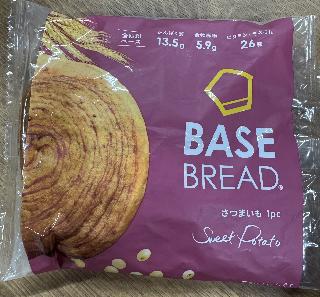 全粒粉
ベース
たんぱく質
13.5g
食物繊維
5.9g
ビタミン・ミネラル
26種
BASE
BREAD®
さつまいも 1pc
Sweet Potato